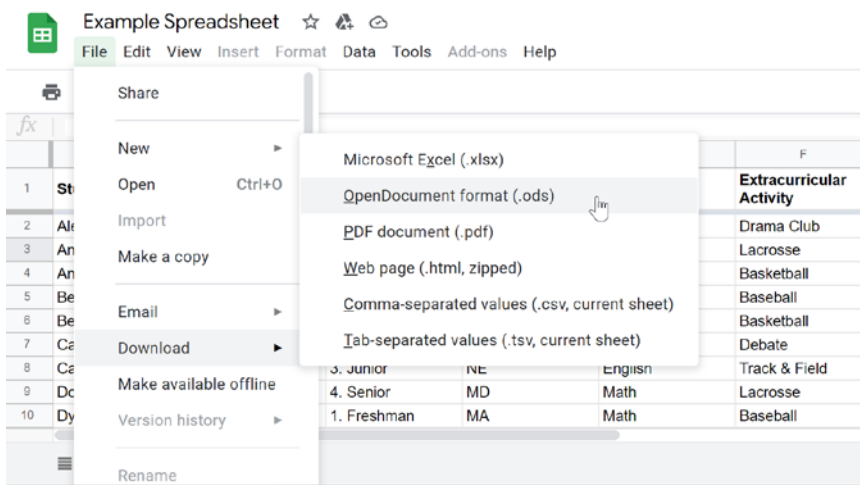 Example Spreadsheet
File Edit View Insert Format Data Tools Add-ons Help
Share
fx
New
Microsoft Excel (.xlsx)
F
Open Ctrl+O
OpenDocument format (.ods)
1
Extracurricular
Activity
Import
PDF document (.pdf)
2
Drama Club
Make a copy
3
Lacrosse
Web page (.html, zipped)
4
Basketball
Email
Comma-separated values (.csv, current sheet)
5
Baseball
6
Basketball
Download
Tab-separated values (.tsv, current sheet)
7
Debate
8 3. Junior NE English Track & Field
Make available offline
9 4. Senior MD Math Lacrosse
Version history
10 1. Freshman MA Math Baseball
Rename